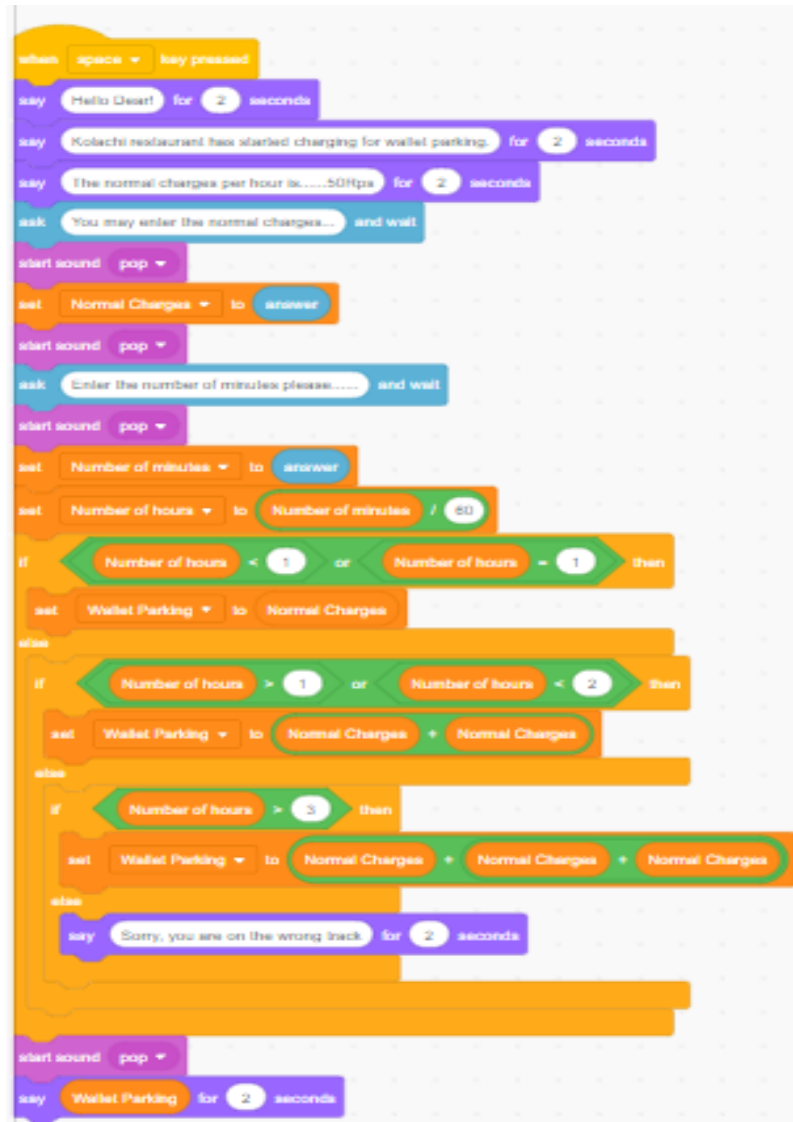 when space key pressed
say Hello Dear! for 2 seconds
say Kolachi restaurant has started charging for wallet parking. for 2 seconds
say The normal charges per hour is......50Rps for 2 seconds
ask You may enter the normal charges... and wait
start sound pop
set Normal Charges to answer
start sound pop
ask Enter the number of minutes please...... and wait
start sound pop
set Number of minutes to answer
set Number of hours to Number of minutes / 60
if Number of hours < 1 or Number of hours = 1 then
set Wallet Parking to Normal Charges
else
if Number of hours > 1 or Number of hours < 2 then
set Wallet Parking to Normal Charges + Normal Charges
else
if Number of hours > 3 then
set Wallet Parking to Normal Charges + Normal Charges + Normal Charges
else
say Sorry, you are on the wrong track for 2 seconds
start sound pop
say Wallet Parking for 2 seconds